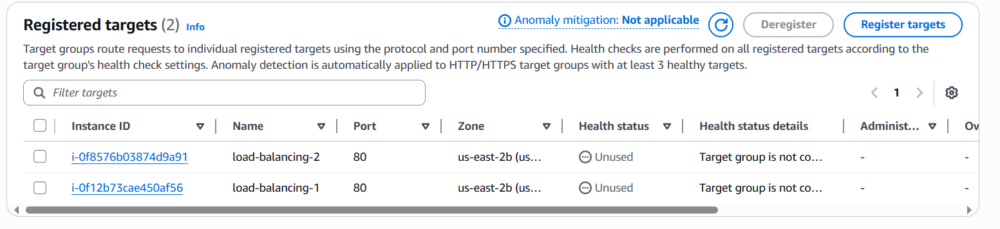 Registered targets (2) Info
Anomaly mitigation: Not applicable
Deregister
Register targets
Target groups route requests to individual registered targets using the protocol and port number specified. Health checks are performed on all registered targets according to the
target group's health check settings. Anomaly detection is automatically applied to HTTP/HTTPS target groups with at least 3 healthy targets.
Filter targets
1
Instance ID Name Port Zone Health status Health status details Administ... Ov
i-0f8576b03874d9a91 load-balancing-2 80 us-east-2b (us... Unused Target group is not co... - -
i-0f12b73cae450af56 load-balancing-1 80 us-east-2b (us... Unused Target group is not co... - -